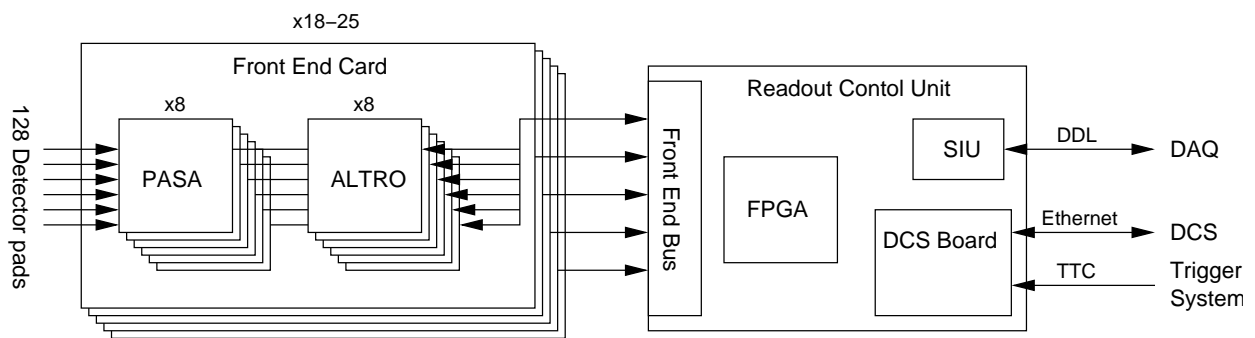 x18−25
Front End Card
x8
x8
128 Detector pads
PASA
ALTRO
Front End Bus
Readout Contol Unit
FPGA
SIU
DCS Board
DDL
DAQ
Ethernet
DCS
TTC
Trigger
System